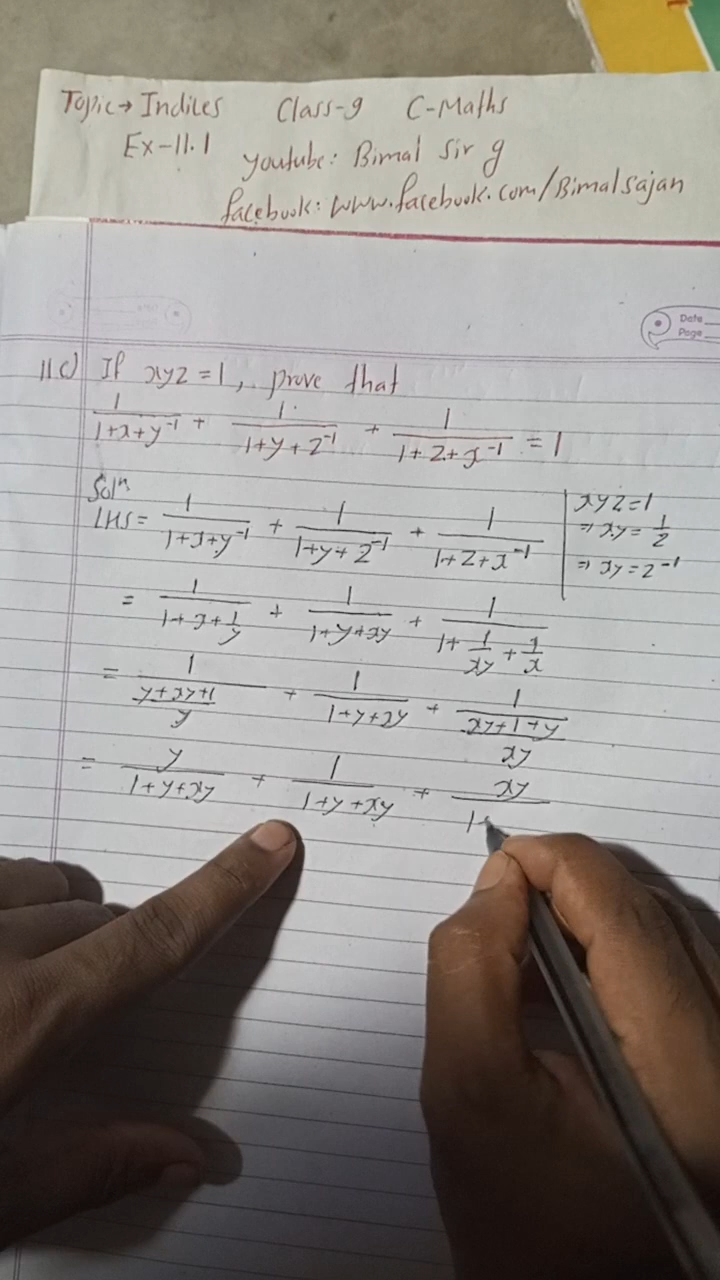 Topic→ Indices Class-9 C-Maths
Ex-11.1 youtube: Bimal Sir g
facebook: www.facebook.com/Bimalsajan
Date
Page
11c) If xyz = 1, prove that
1/(1+x+y⁻¹) + 1/(1+y+z⁻¹) + 1/(1+z+x⁻¹) = 1
Solⁿ
LHS = 1/(1+x+y⁻¹) + 1/(1+y+z⁻¹) + 1/(1+z+x⁻¹)
xyz=1
⇒ xy = 1/z
⇒ xy = z⁻¹
= 1/(1+x+1/y) + 1/(1+y+xy) + 1/(1+1/xy+1/x)
= 1/((y+xy+1)/y) + 1/(1+y+xy) + 1/((xy+1+y)/xy)
= y/(1+y+xy) + 1/(1+y+xy) + xy/(1+